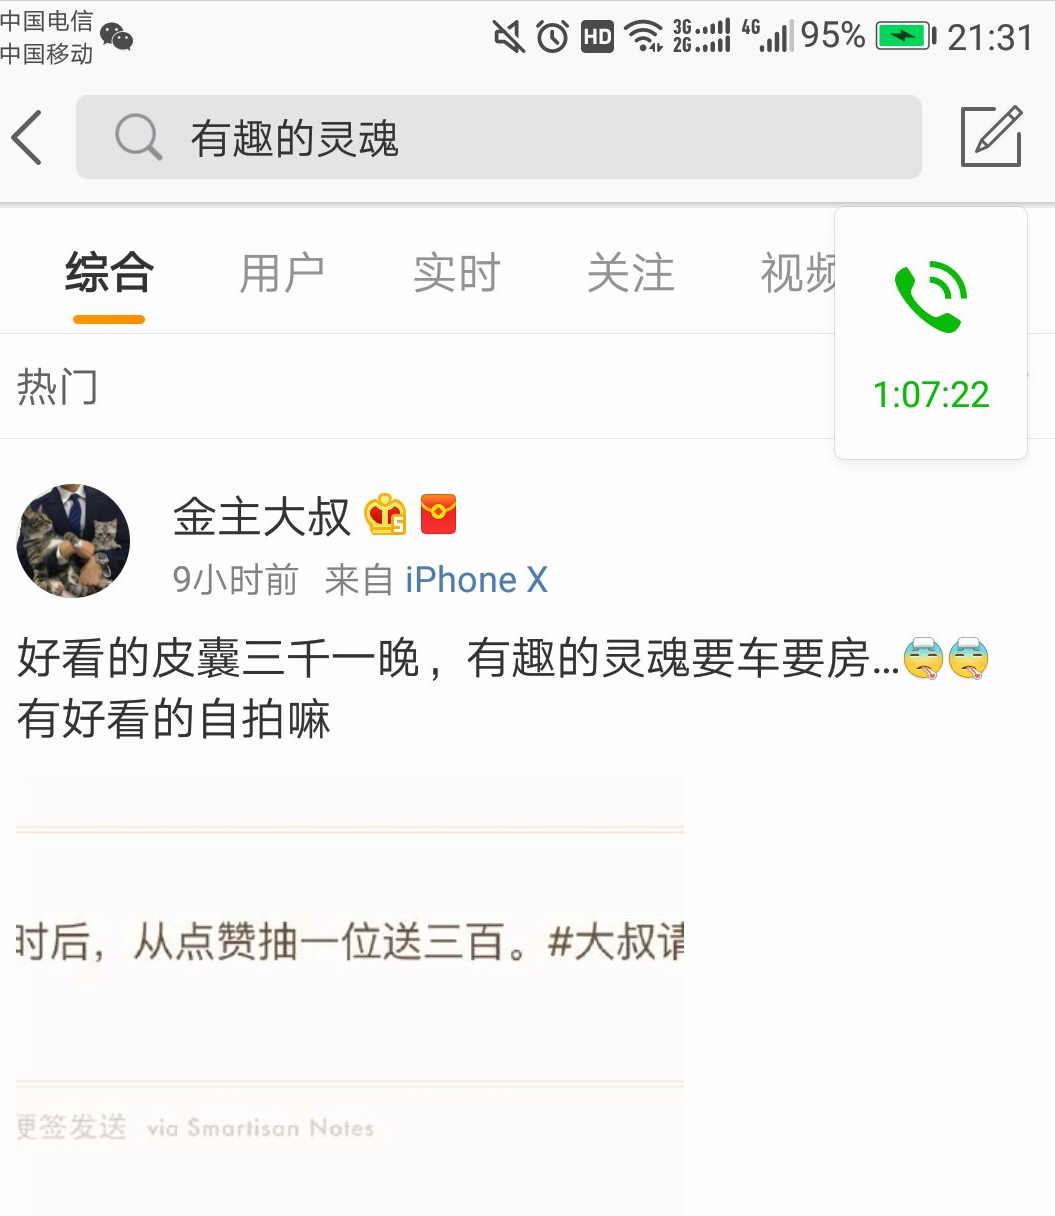 中国电信
中国移动
HD 3G 2G 4G 95% 21:31
有趣的灵魂
综合 用户 实时 关注 视频
1:07:22
热门
金主大叔 5
9小时前 来自 iPhone X
好看的皮囊三千一晚，有趣的灵魂要车要房...
有好看的自拍嘛
时后，从点赞抽一位送三百。#大叔请
便签发送 via Smartisan Notes